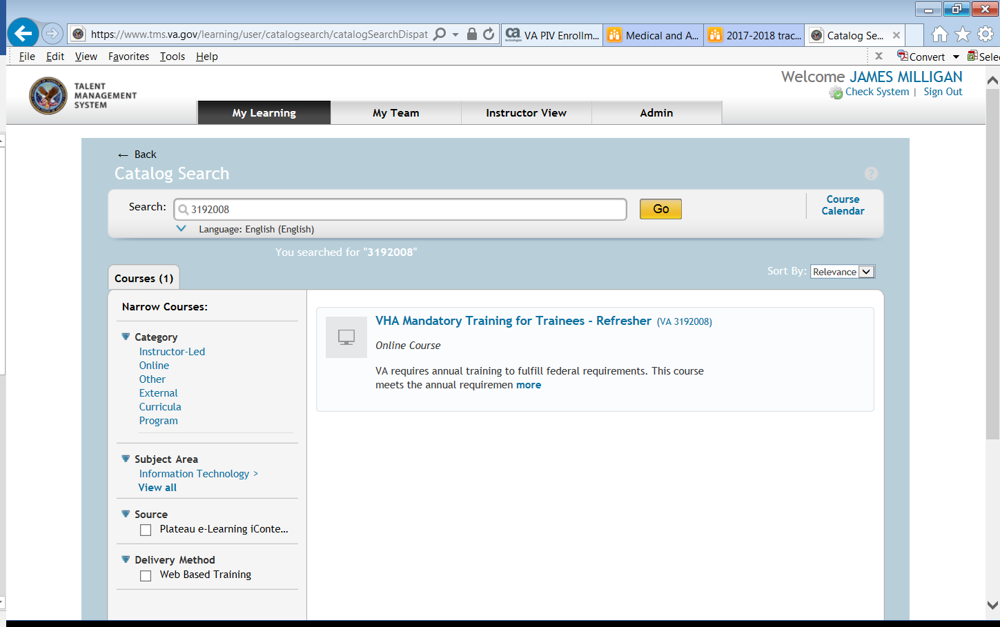 https://www.tms.va.gov/learning/user/catalogsearch/catalogSearchDispat
ca technologies VA PIV Enrollm...
Medical and A...
2017-2018 trac...
Catalog Se...
File Edit View Favorites Tools Help
x Convert Selec
TALENT
MANAGEMENT
SYSTEM
Welcome JAMES MILLIGAN
Check System | Sign Out
My Learning My Team Instructor View Admin
← Back
Catalog Search
?
Search: 3192008 Go
Course
Calendar
Language: English (English)
You searched for "3192008"
Sort By: Relevance
Courses (1)
Narrow Courses:
Category
Instructor-Led
Online
Other
External
Curricula
Program
Subject Area
Information Technology >
View all
Source
Plateau e-Learning iConte...
Delivery Method
Web Based Training
VHA Mandatory Training for Trainees - Refresher (VA 3192008)
Online Course
VA requires annual training to fulfill federal requirements. This course
meets the annual requiremen more